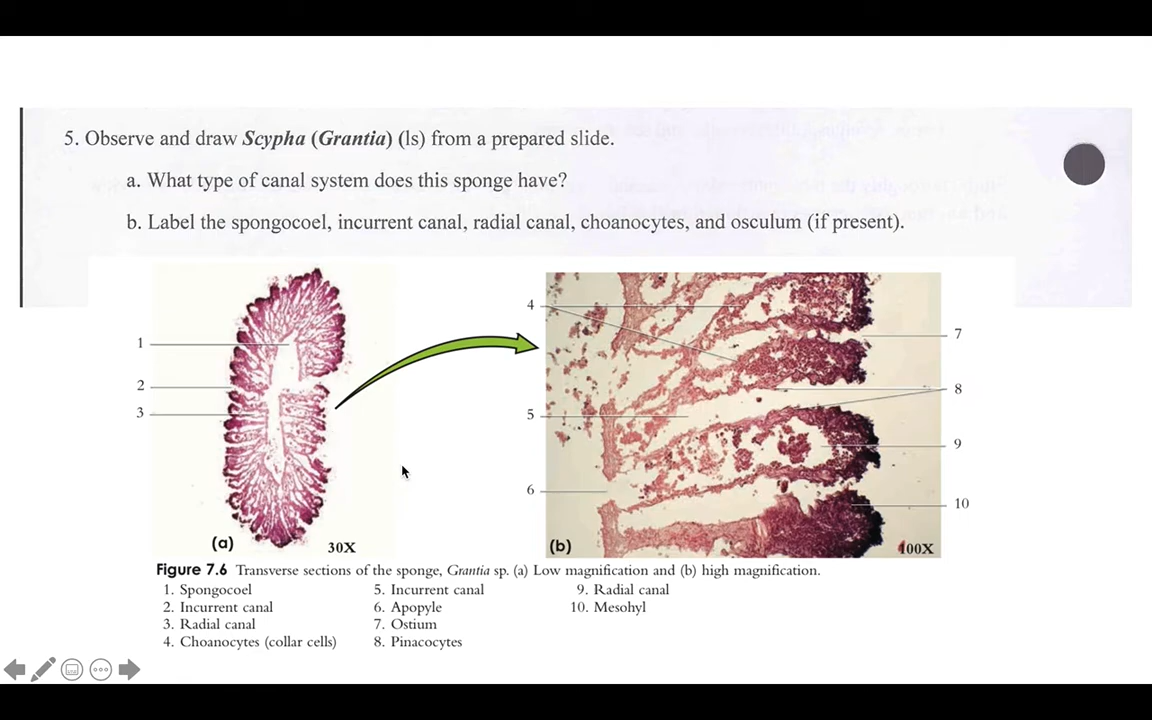 5. Observe and draw Scypha (Grantia) (ls) from a prepared slide.
a. What type of canal system does this sponge have?
b. Label the spongocoel, incurrent canal, radial canal, choanocytes, and osculum (if present).
1
2
3
(a)
30X
4
5
6
7
8
9
10
(b)
100X
Figure 7.6 Transverse sections of the sponge, Grantia sp. (a) Low magnification and (b) high magnification.
1. Spongocoel
2. Incurrent canal
3. Radial canal
4. Choanocytes (collar cells)
5. Incurrent canal
6. Apopyle
7. Ostium
8. Pinacocytes
9. Radial canal
10. Mesohyl